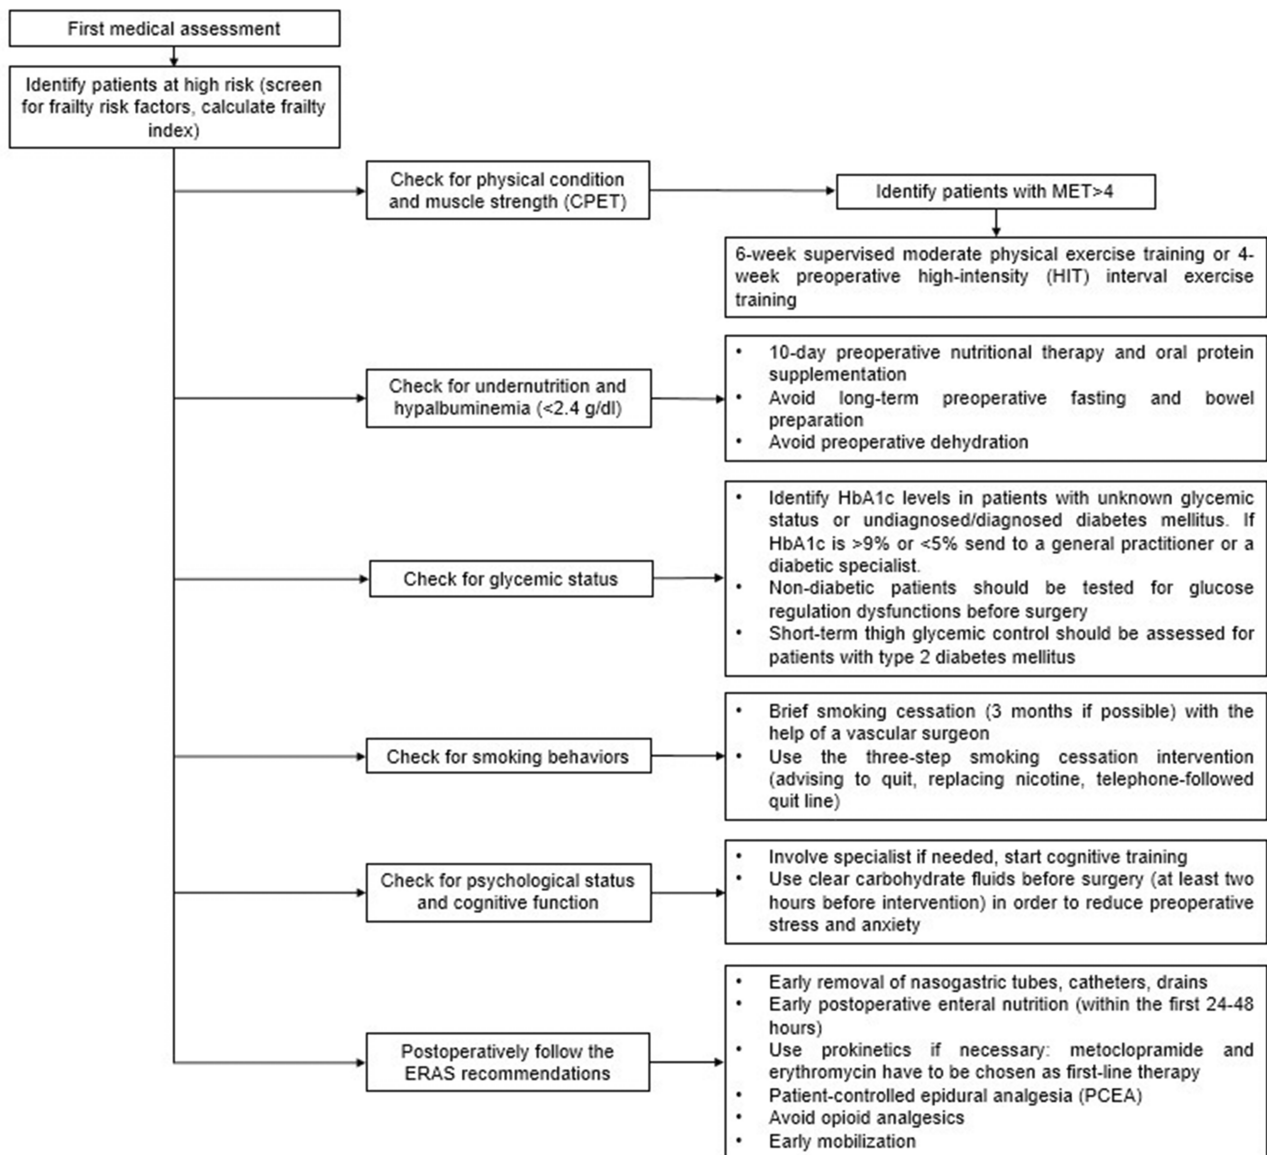 First medical assessment
Identify patients at high risk (screen
for frailty risk factors, calculate frailty
index)
Check for physical condition
and muscle strength (CPET)
Identify patients with MET>4
6-week supervised moderate physical exercise training or 4-
week preoperative high-intensity (HIT) interval exercise
training
Check for undernutrition and
hypalbuminemia (<2.4 g/dl)
• 10-day preoperative nutritional therapy and oral protein
supplementation
• Avoid long-term preoperative fasting and bowel
preparation
• Avoid preoperative dehydration
Check for glycemic status
• Identify HbA1c levels in patients with unknown glycemic
status or undiagnosed/diagnosed diabetes mellitus. If
HbA1c is >9% or <5% send to a general practitioner or a
diabetic specialist.
• Non-diabetic patients should be tested for glucose
regulation dysfunctions before surgery
• Short-term thigh glycemic control should be assessed for
patients with type 2 diabetes mellitus
Check for smoking behaviors
• Brief smoking cessation (3 months if possible) with the
help of a vascular surgeon
• Use the three-step smoking cessation intervention
(advising to quit, replacing nicotine, telephone-followed
quit line)
Check for psychological status
and cognitive function
• Involve specialist if needed, start cognitive training
• Use clear carbohydrate fluids before surgery (at least two
hours before intervention) in order to reduce preoperative
stress and anxiety
Postoperatively follow the
ERAS recommendations
• Early removal of nasogastric tubes, catheters, drains
• Early postoperative enteral nutrition (within the first 24-48
hours)
• Use prokinetics if necessary: metoclopramide and
erythromycin have to be chosen as first-line therapy
• Patient-controlled epidural analgesia (PCEA)
• Avoid opioid analgesics
• Early mobilization